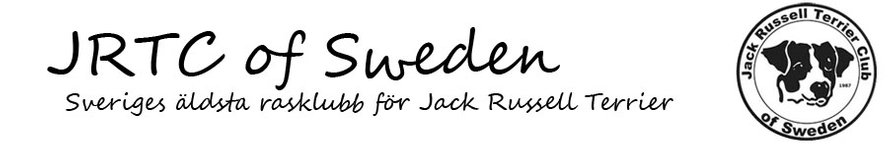 JRTC of Sweden
Sveriges äldsta rasklubb för Jack Russell Terrier
Jack Russell Terrier Club
1987
of Sweden